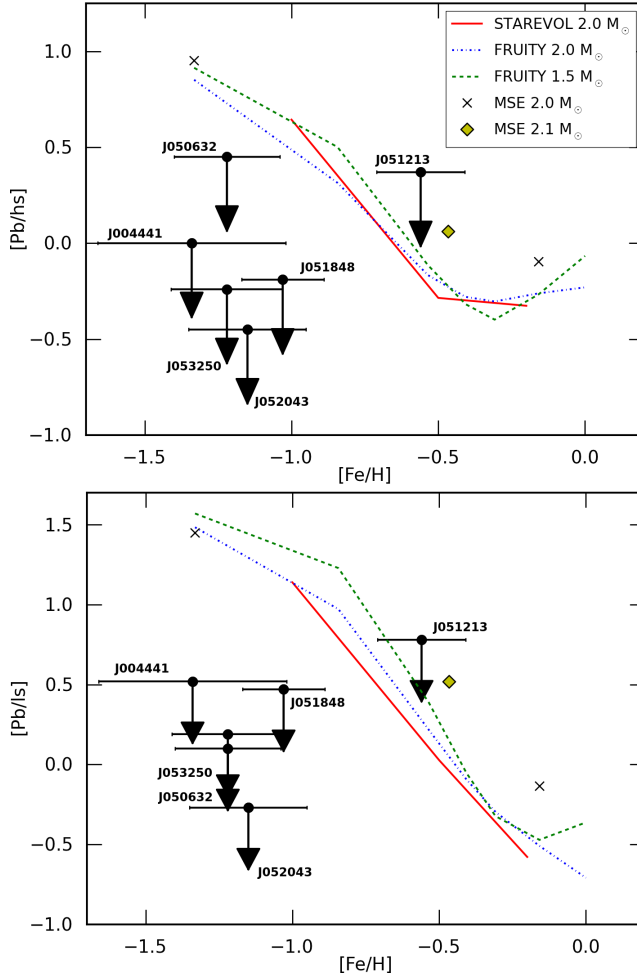 STAREVOL 2.0 M☉
FRUITY 2.0 M☉
FRUITY 1.5 M☉
MSE 2.0 M☉
MSE 2.1 M☉
1.0
0.5
0.0
−0.5
−1.0
[Pb/hs]
J050632
J051213
J004441
J051848
J053250
J052043
−1.5
−1.0
−0.5
0.0
[Fe/H]
1.5
1.0
0.5
0.0
−0.5
−1.0
[Pb/ls]
J051213
J004441
J051848
J053250
J050632
J052043
−1.5
−1.0
−0.5
0.0
[Fe/H]